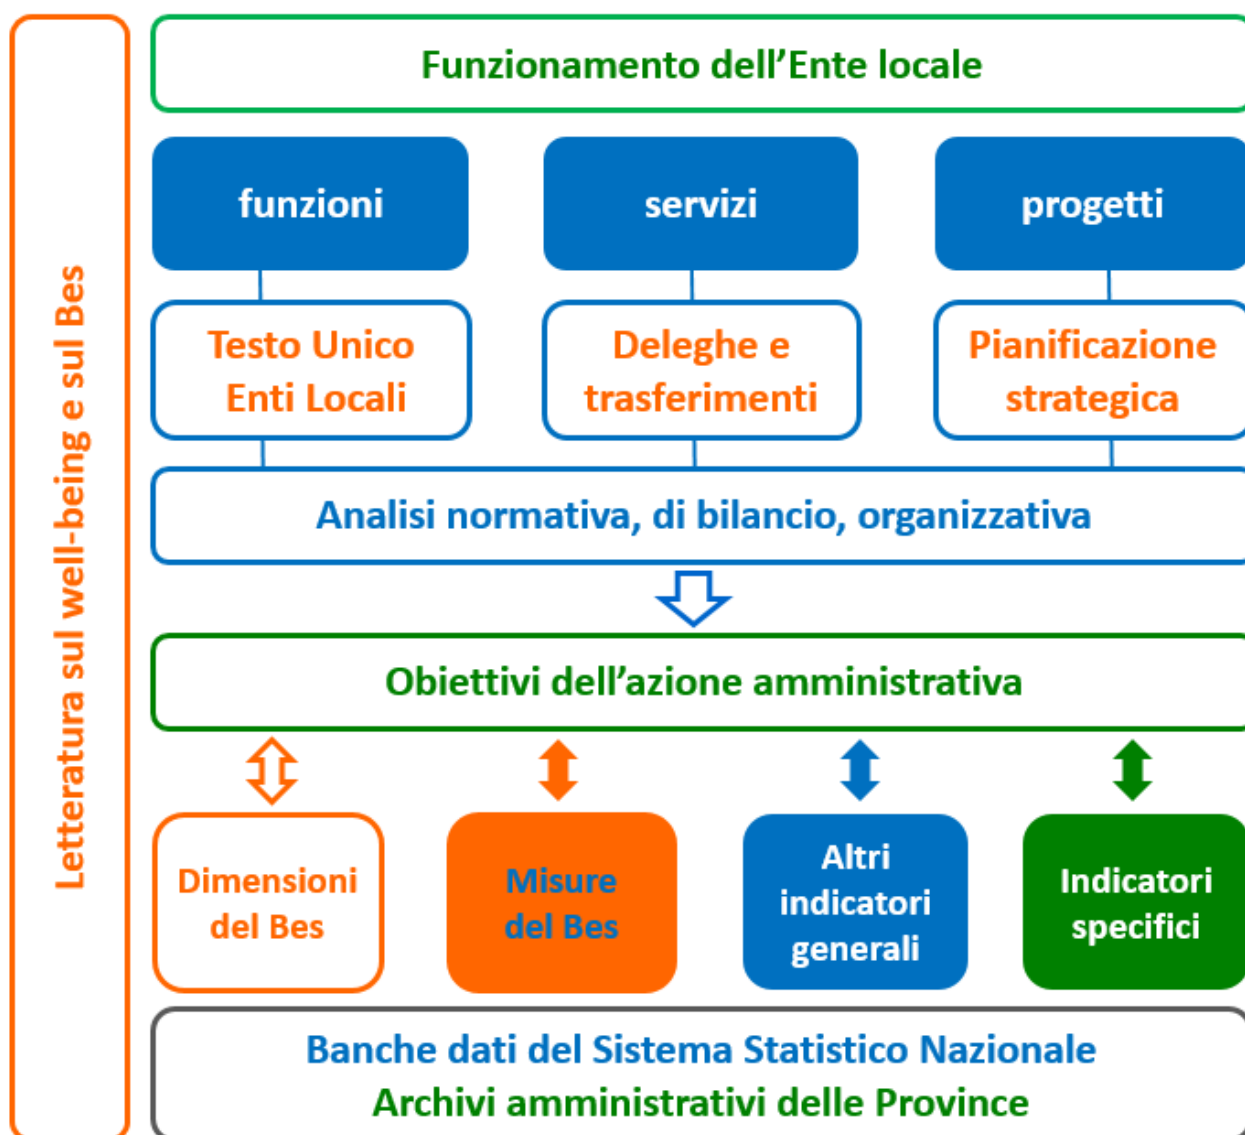 Letteratura sul well-being e sul Bes
Funzionamento dell’Ente locale
funzioni
servizi
progetti
Testo Unico
Enti Locali
Deleghe e
trasferimenti
Pianificazione
strategica
Analisi normativa, di bilancio, organizzativa
Obiettivi dell’azione amministrativa
Dimensioni
del Bes
Misure
del Bes
Altri
indicatori
generali
Indicatori
specifici
Banche dati del Sistema Statistico Nazionale
Archivi amministrativi delle Province